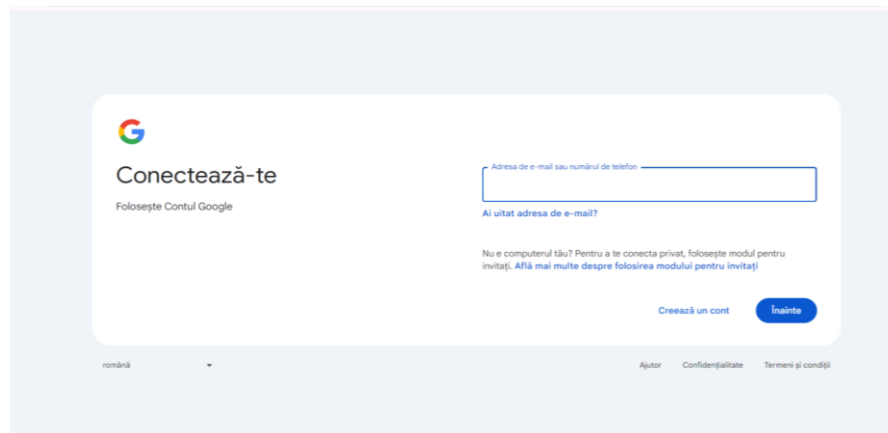 Conectează-te
Folosește Contul Google
Adresa de e-mail sau numărul de telefon
Ai uitat adresa de e-mail?
Nu e computerul tău? Pentru a te conecta privat, folosește modul pentru
invitați. Află mai multe despre folosirea modului pentru invitați
Creează un cont
Înainte
română
Ajutor
Confidențialitate
Termeni și condiții